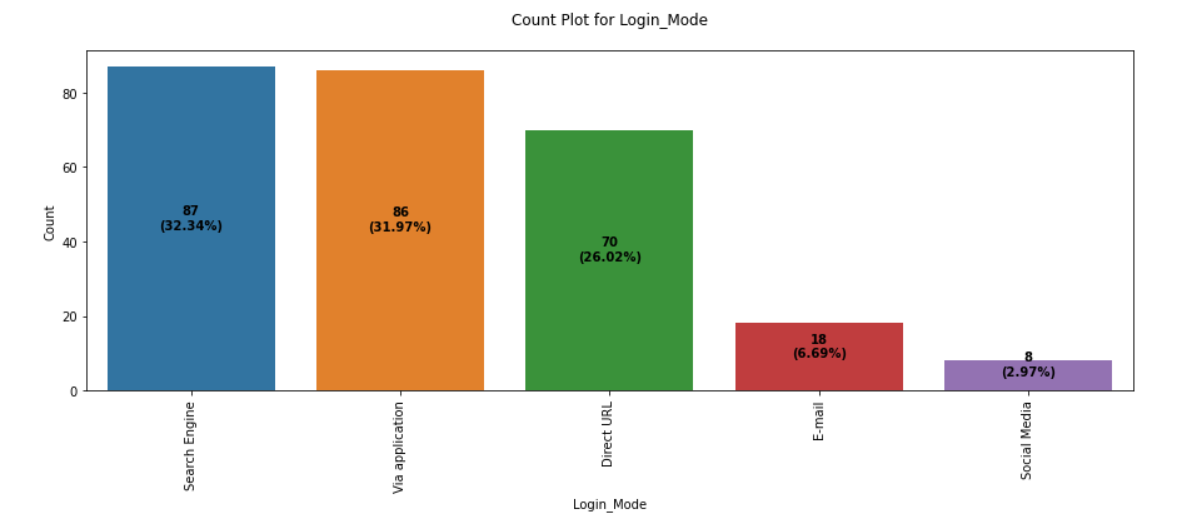 Count Plot for Login_Mode
Count
80
60
40
20
0
87
(32.34%)
86
(31.97%)
70
(26.02%)
18
(6.69%)
8
(2.97%)
Search Engine
Via application
Direct URL
E-mail
Social Media
Login_Mode